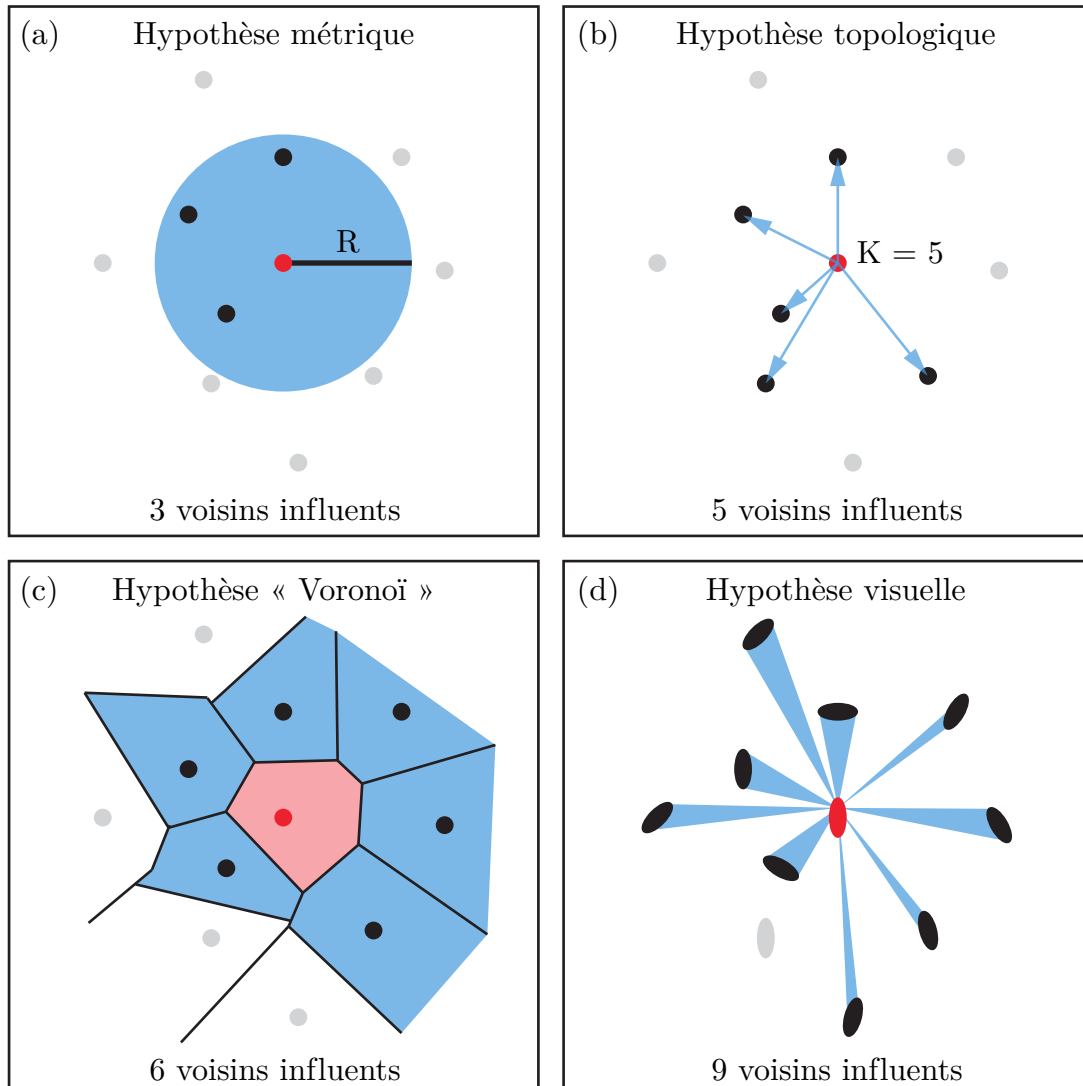 (a) Hypothèse métrique
R
3 voisins influents
(b) Hypothèse topologique
K = 5
5 voisins influents
(c) Hypothèse « Voronoï »
6 voisins influents
(d) Hypothèse visuelle
9 voisins influents